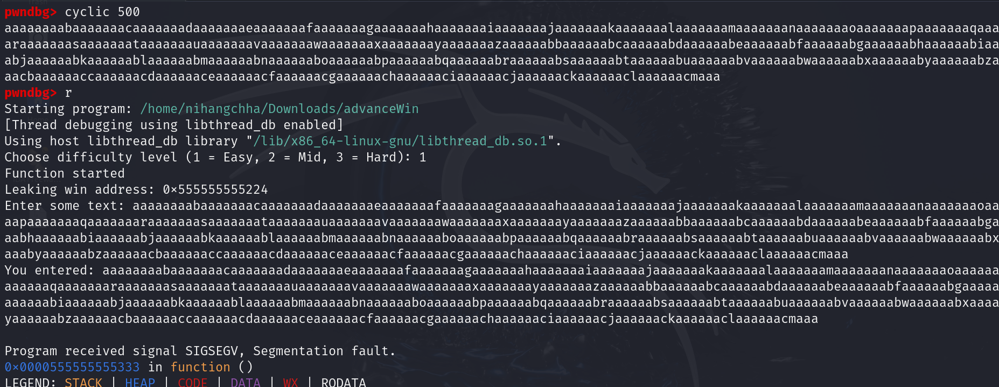 pwndbg> cyclic 500
aaaaaaaabaaaaaaacaaaaaaadaaaaaaaeaaaaaaafaaaaaaagaaaaaaahaaaaaaaiaaaaaaajaaaaaaakaaaaaaalaaaaaaamaaaaaaanaaaaaaaoaaaaaaapaaaaaaaqaaa
araaaaaaasaaaaaaataaaaaaauaaaaaaavaaaaaaawaaaaaaaxaaaaaaayaaaaaaazaaaaaabbaaaaaabcaaaaaabdaaaaaabeaaaaaabfaaaaaabgaaaaaabhaaaaaabiaa
abjaaaaaabkaaaaaablaaaaaabmaaaaaabnaaaaaaboaaaaaabpaaaaaabqaaaaaabraaaaaabsaaaaaabtaaaaaabuaaaaaabvaaaaaabwaaaaaabxaaaaaabyaaaaaabza
aacbaaaaaaccaaaaaacdaaaaaaceaaaaaacfaaaaaacgaaaaaachaaaaaaciaaaaaacjaaaaaackaaaaaaclaaaaaacmaaa
pwndbg> r
Starting program: /home/nihangchha/Downloads/advanceWin
[Thread debugging using libthread_db enabled]
Using host libthread_db library "/lib/x86_64-linux-gnu/libthread_db.so.1".
Choose difficulty level (1 = Easy, 2 = Mid, 3 = Hard): 1
Function started
Leaking win address: 0x555555555224
Enter some text: aaaaaaaabaaaaaaacaaaaaaadaaaaaaaeaaaaaaafaaaaaaagaaaaaaahaaaaaaaiaaaaaaajaaaaaaakaaaaaaalaaaaaaamaaaaaaanaaaaaaaoaa
aapaaaaaaaqaaaaaaaraaaaaaasaaaaaaataaaaaaauaaaaaaavaaaaaaawaaaaaaaxaaaaaaayaaaaaaazaaaaaabbaaaaaabcaaaaaabdaaaaaabeaaaaaabfaaaaaabga
aabhaaaaaabiaaaaaabjaaaaaabkaaaaaablaaaaaabmaaaaaabnaaaaaaboaaaaaabpaaaaaabqaaaaaabraaaaaabsaaaaaabtaaaaaabuaaaaaabvaaaaaabwaaaaaabx
aaabyaaaaaabzaaaaaacbaaaaaaccaaaaaacdaaaaaaceaaaaaacfaaaaaacgaaaaaachaaaaaaciaaaaaacjaaaaaackaaaaaaclaaaaaacmaaa
You entered: aaaaaaaabaaaaaaacaaaaaaadaaaaaaaeaaaaaaafaaaaaaagaaaaaaahaaaaaaaiaaaaaaajaaaaaaakaaaaaaalaaaaaaamaaaaaaanaaaaaaaoaaaaaa
aaaaaaqaaaaaaaraaaaaaasaaaaaaataaaaaaauaaaaaaavaaaaaaawaaaaaaaxaaaaaaayaaaaaaazaaaaaabbaaaaaabcaaaaaabdaaaaaabeaaaaaabfaaaaaabgaaaaa
aaaaaabiaaaaaabjaaaaaabkaaaaaablaaaaaabmaaaaaabnaaaaaaboaaaaaabpaaaaaabqaaaaaabraaaaaabsaaaaaabtaaaaaabuaaaaaabvaaaaaabwaaaaaabxaaaa
yaaaaaabzaaaaaacbaaaaaaccaaaaaacdaaaaaaceaaaaaacfaaaaaacgaaaaaachaaaaaaciaaaaaacjaaaaaackaaaaaaclaaaaaacmaaa
Program received signal SIGSEGV, Segmentation fault.
0x0000555555555333 in function ()
LEGEND: STACK | HEAP | CODE | DATA | WX | RODATA